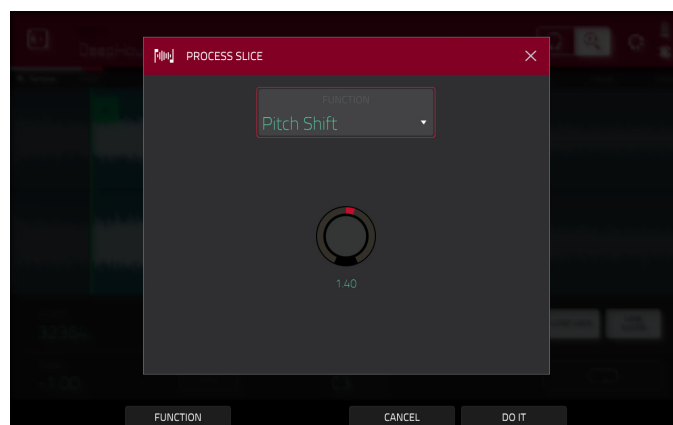 PROCESS SLICE
FUNCTION
Pitch Shift
1.40
FUNCTION
CANCEL
DO IT